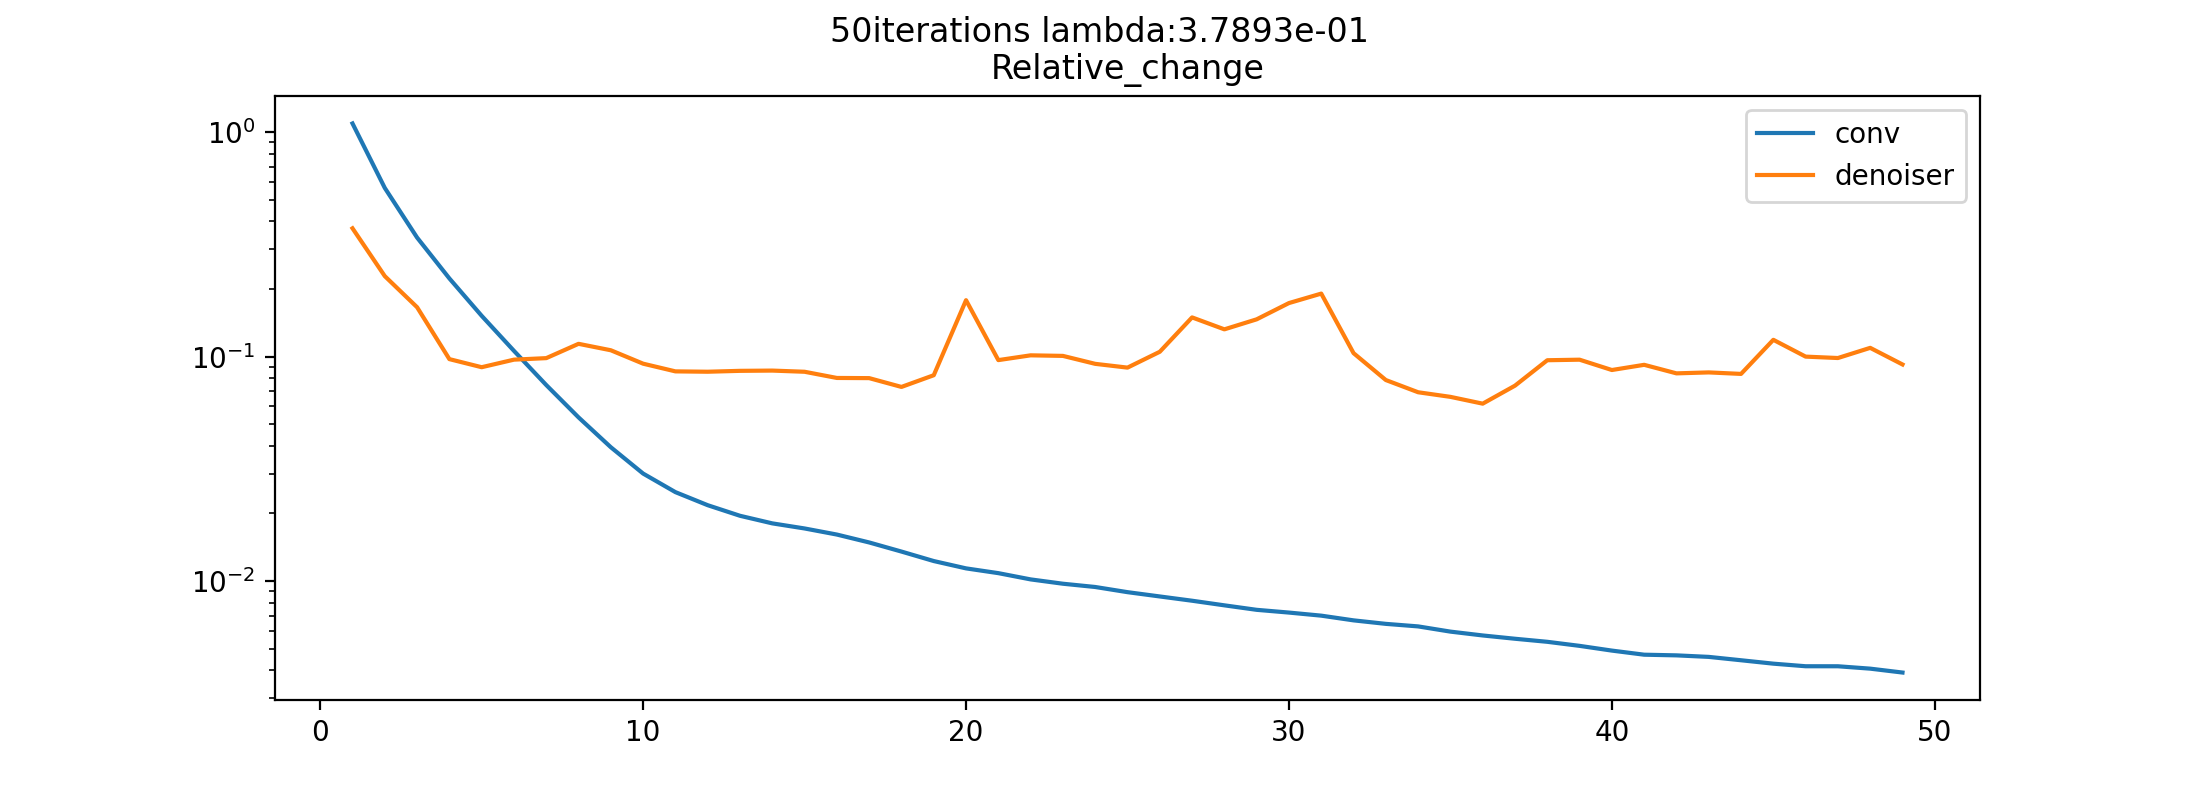 50iterations lambda:3.7893e-01
Relative_change
conv
denoiser
10⁰
10⁻¹
10⁻²
0 10 20 30 40 50